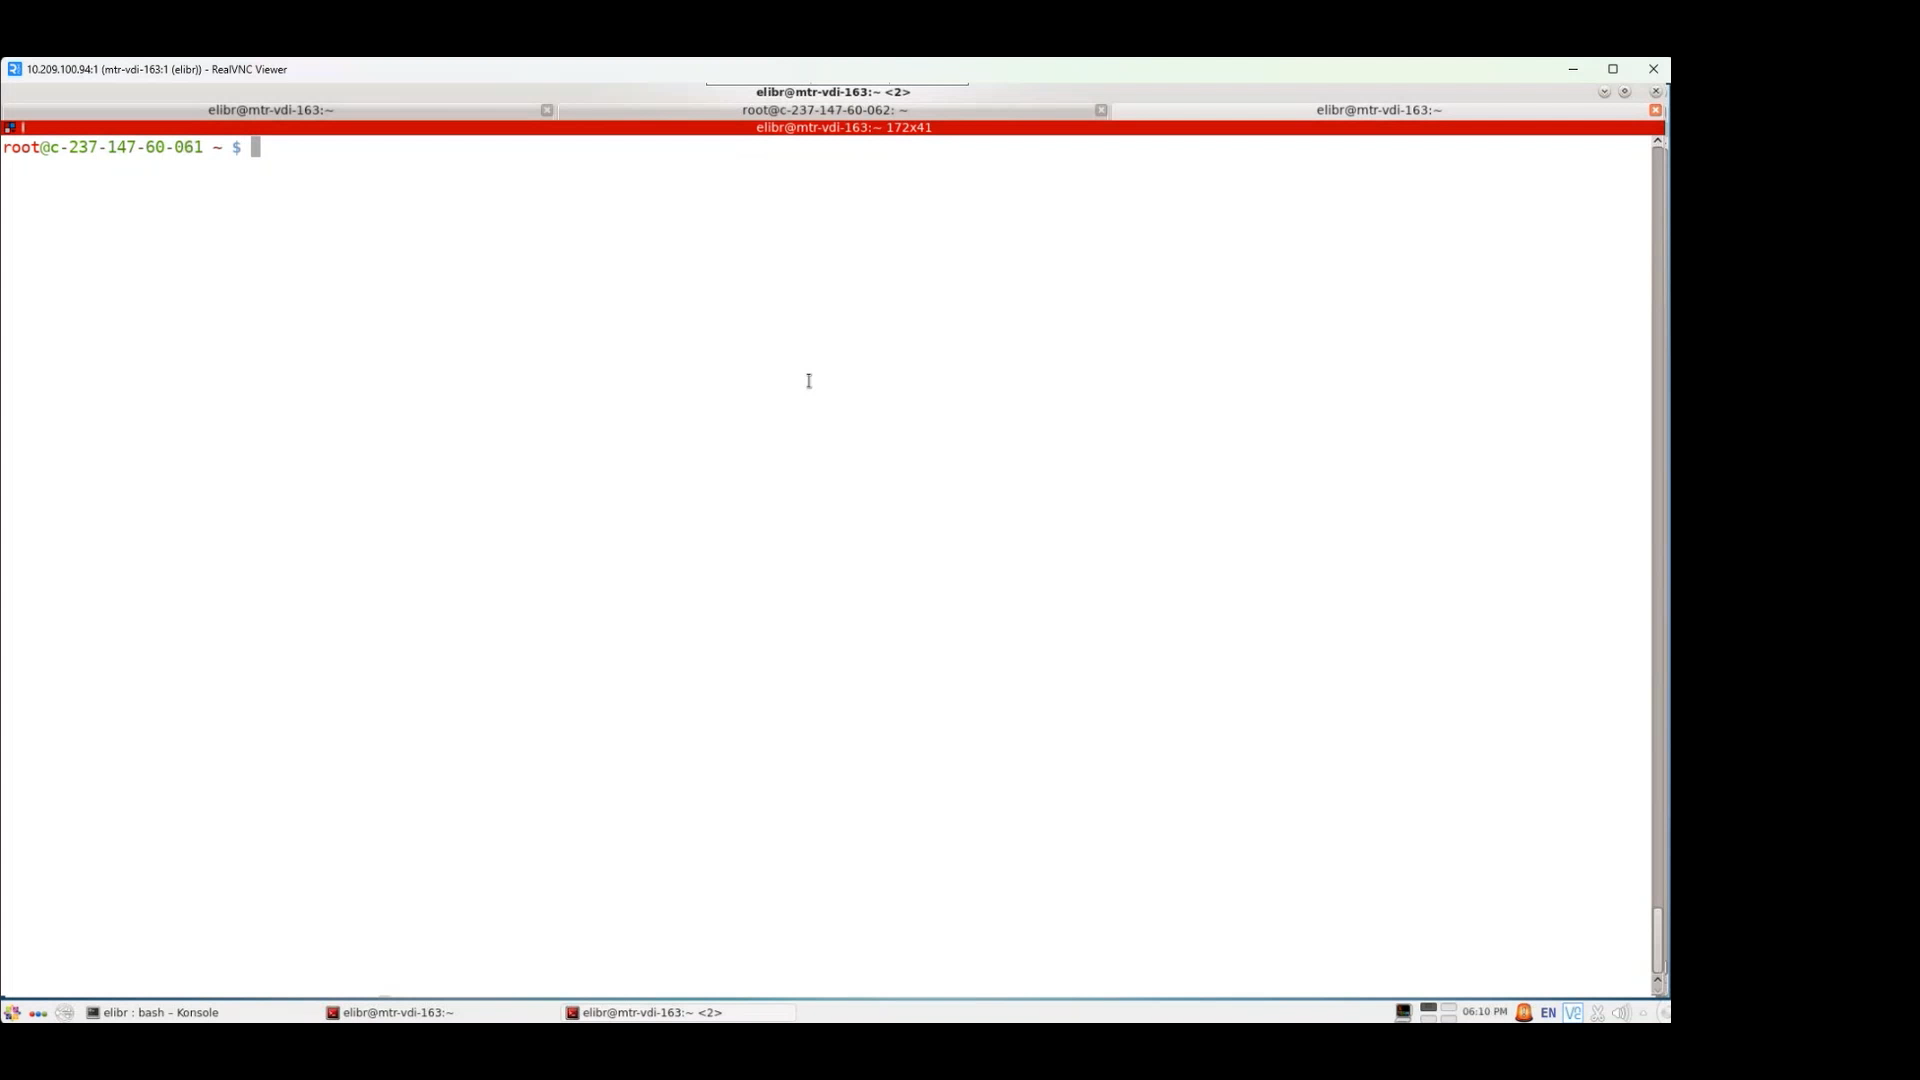 10.209.100.94:1 (mtr-vdi-163:1 (elibr)) - RealVNC Viewer
elibr@mtr-vdi-163:~ <2>
elibr@mtr-vdi-163:~
root@c-237-147-60-062: ~
elibr@mtr-vdi-163:~
elibr@mtr-vdi-163:~ 172x41
root@c-237-147-60-061 ~ $
elibr : bash - Konsole
elibr@mtr-vdi-163:~
elibr@mtr-vdi-163:~ <2>
06:10 PM
EN